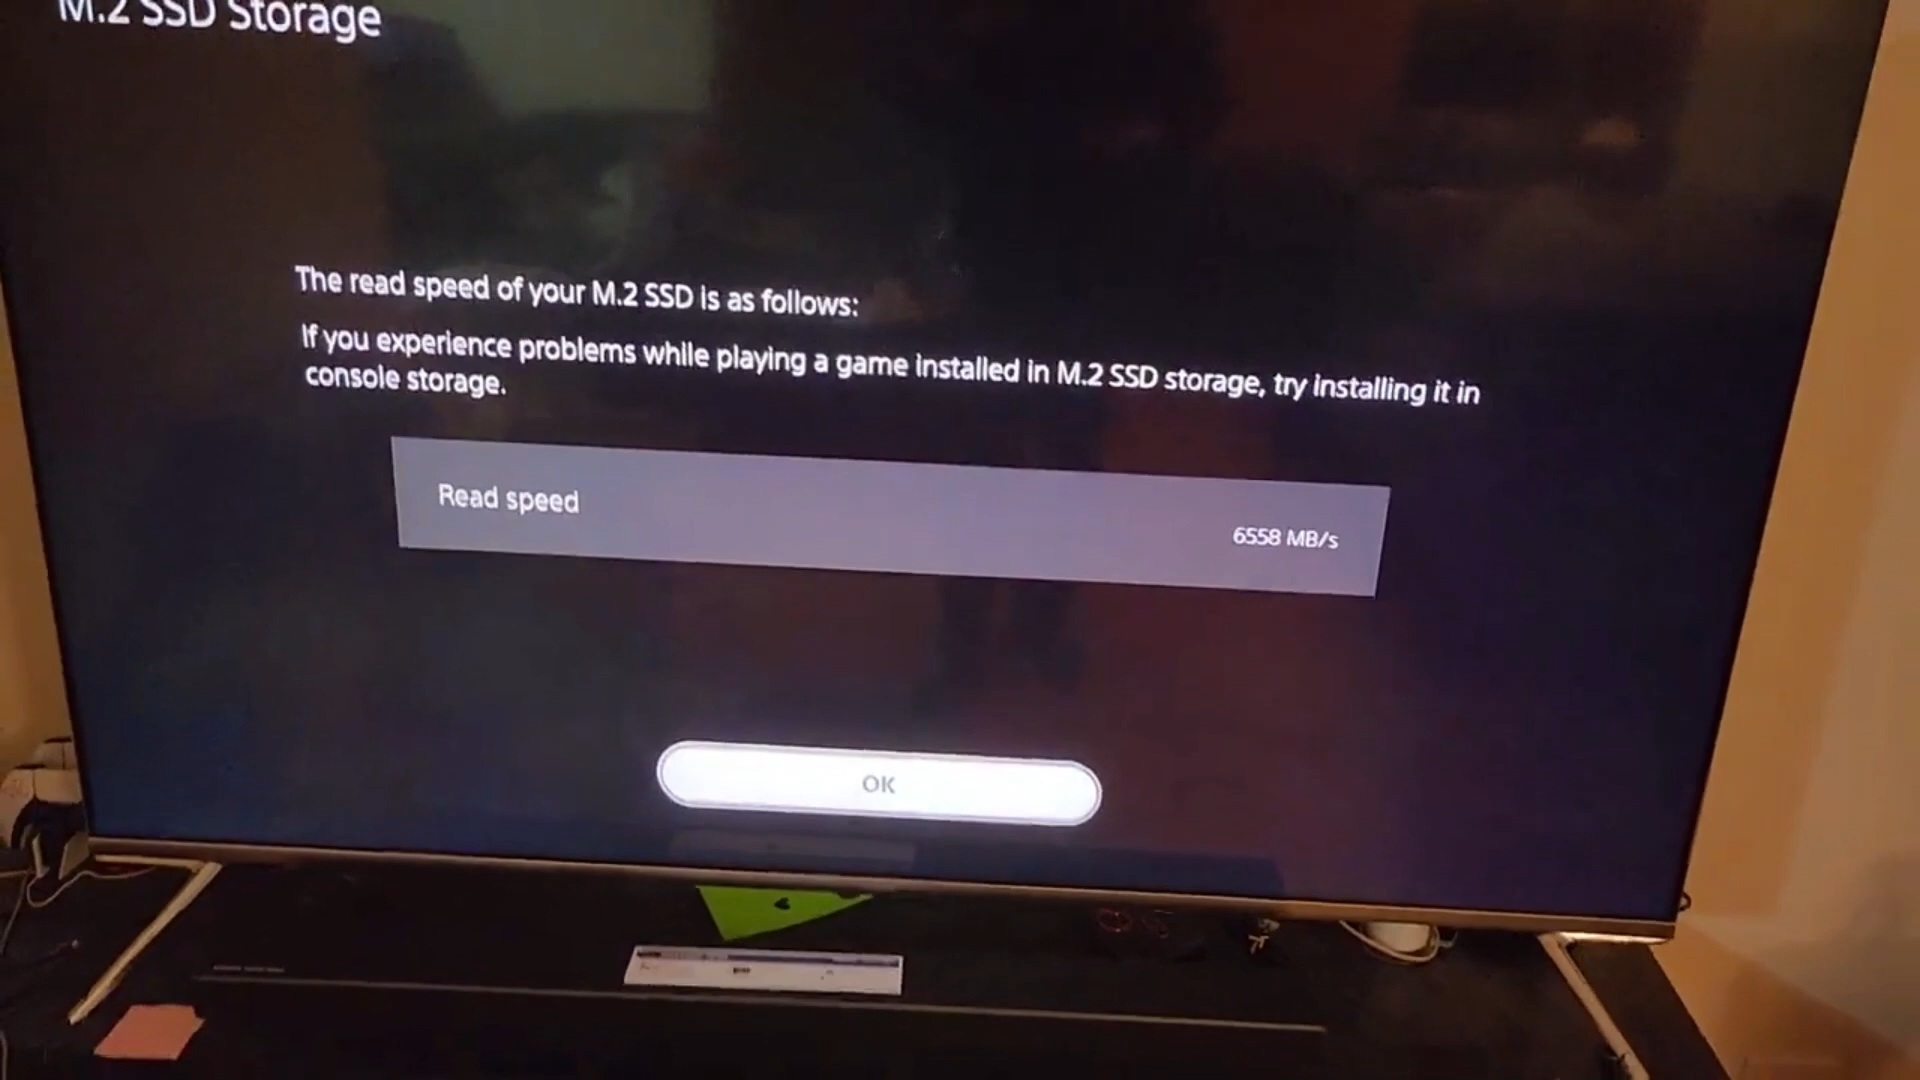 M.2 SSD Storage
The read speed of your M.2 SSD is as follows:
If you experience problems while playing a game installed in M.2 SSD storage, try installing it in
console storage.
Read speed
6558 MB/s
OK